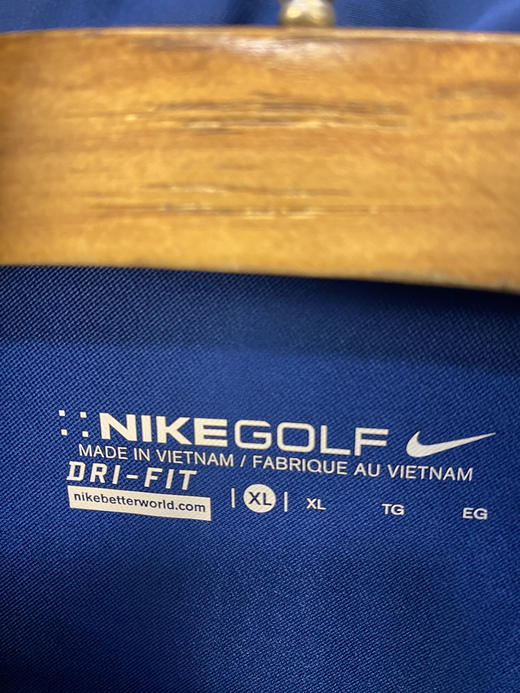 NIKEGOLF
MADE IN VIETNAM / FABRIQUE AU VIETNAM
DRI-FIT
nikebetterworld.com | XL | XL TG EG